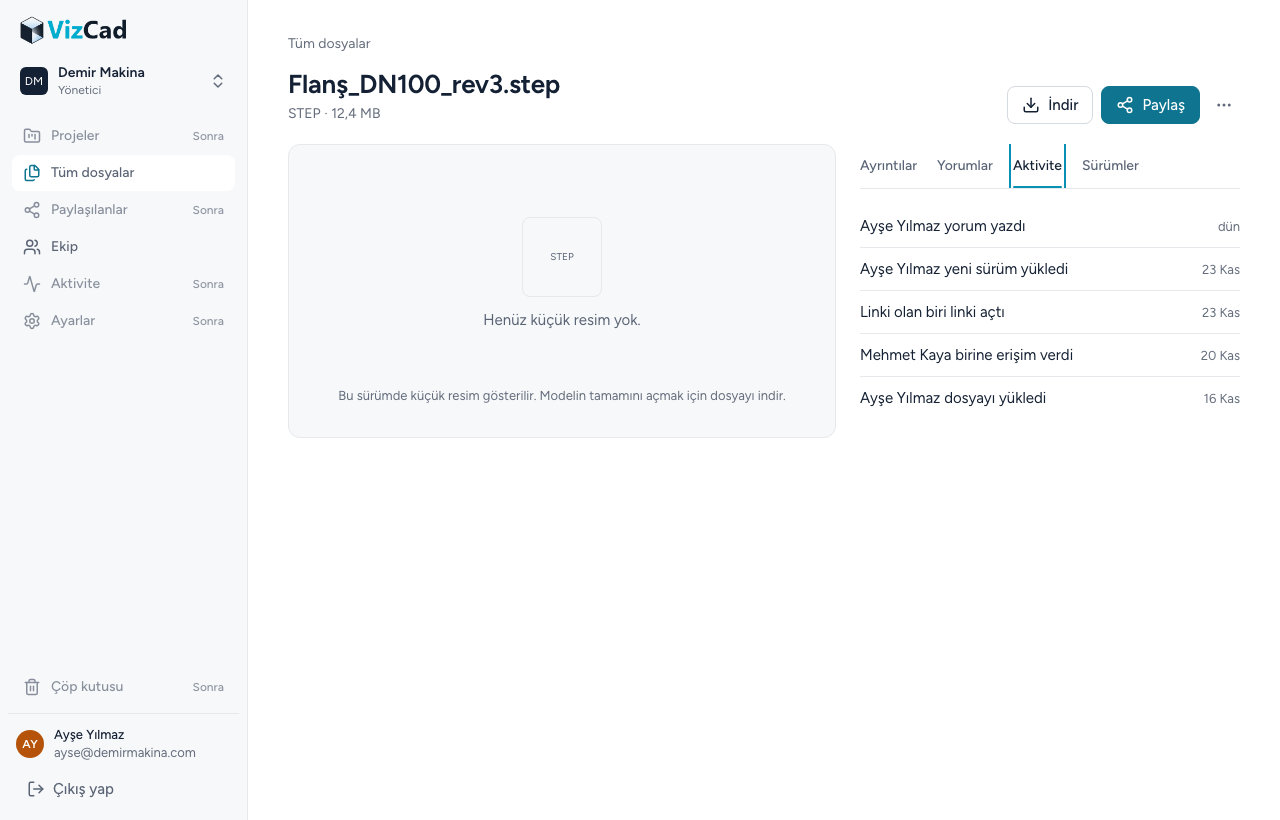 VizCad
DM
Demir Makina
Yönetici
Projeler Sonra
Tüm dosyalar
Paylaşılanlar Sonra
Ekip
Aktivite Sonra
Ayarlar Sonra
Çöp kutusu Sonra
AY
Ayşe Yılmaz
ayse@demirmakina.com
Çıkış yap
Tüm dosyalar
Flanş_DN100_rev3.step
STEP · 12,4 MB
İndir
Paylaş
STEP
Henüz küçük resim yok.
Bu sürümde küçük resim gösterilir. Modelin tamamını açmak için dosyayı indir.
Ayrıntılar Yorumlar Aktivite Sürümler
Ayşe Yılmaz yorum yazdı dün
Ayşe Yılmaz yeni sürüm yükledi 23 Kas
Linki olan biri linki açtı 23 Kas
Mehmet Kaya birine erişim verdi 20 Kas
Ayşe Yılmaz dosyayı yükledi 16 Kas